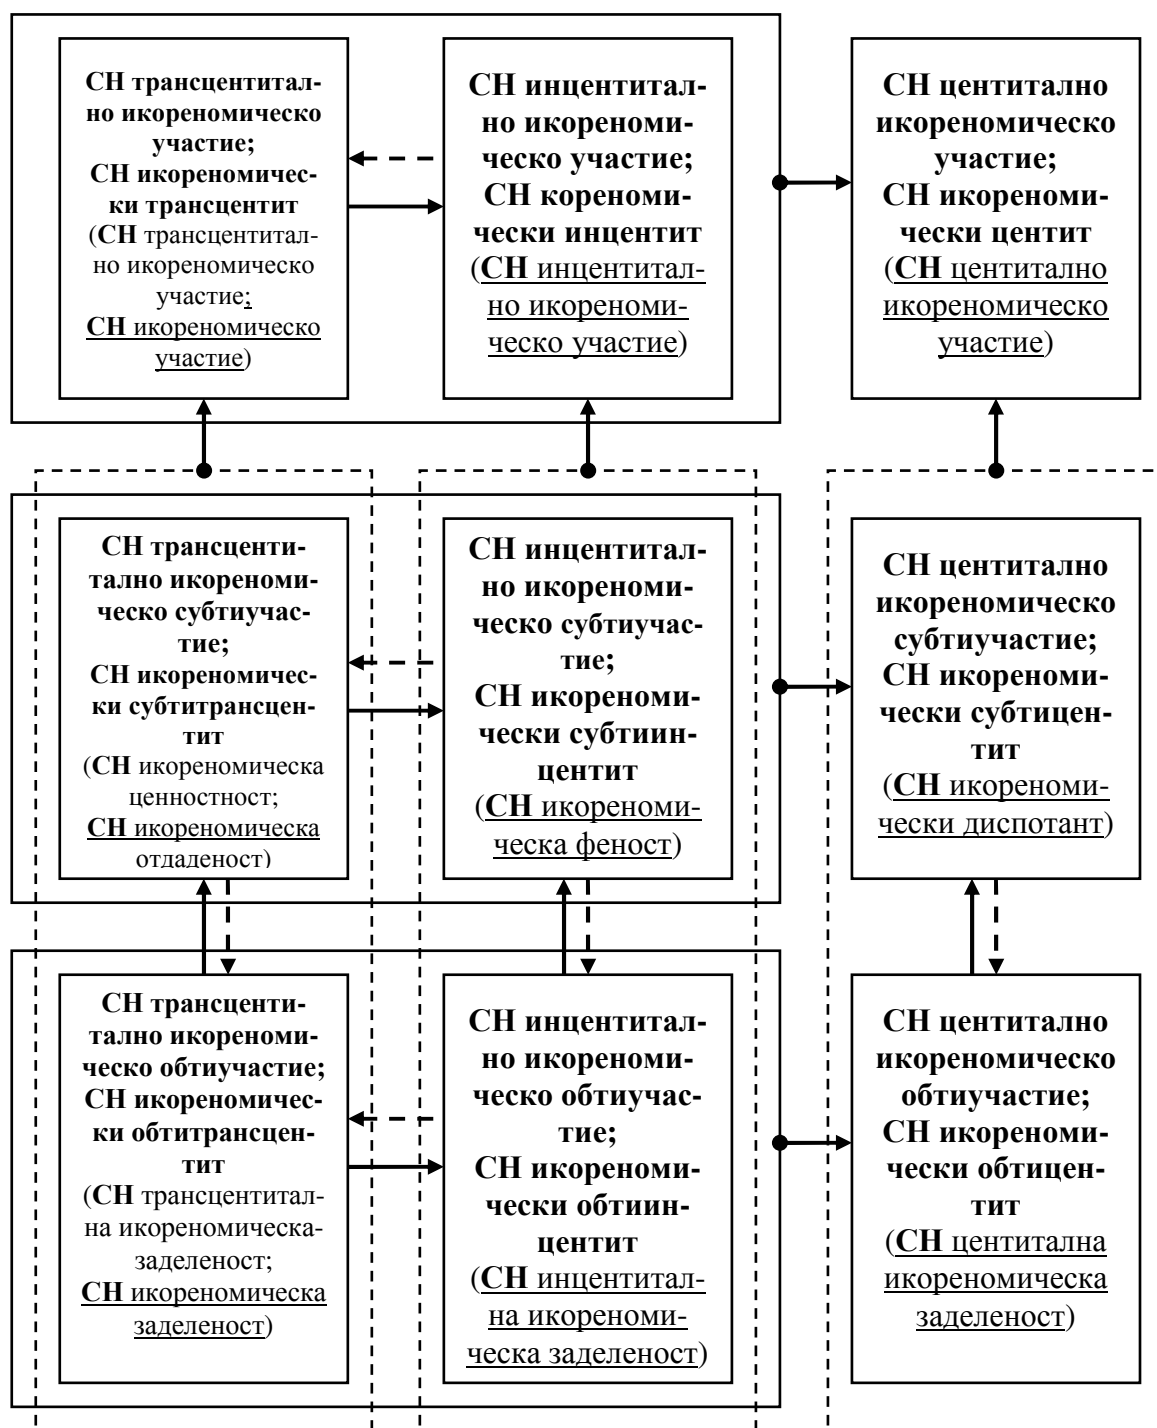 СН трансцентитал-
но икореномическо
участие;
СН икореномичес-
ки трансцентит
(СН трансцентитал-
но икореномическо
участие;
СН икореномическо
участие)
СН инцентитал-
но икореноми-
ческо участие;
СН кореноми-
чески инцентит
(СН инцентитал-
но икореноми-
ческо участие)
СН центитално
икореномическо
участие;
СН икореноми-
чески центит
(СН центитално
икореномическо
участие)
СН трансценти-
тално икореноми-
ческо субтиучас-
тие;
СН икореномичес-
ки субтитрансцен-
тит
(СН икореномическа
ценностност;
СН икореномическа
отдаденост)
СН инцентитал-
но икореноми-
ческо субтиучас-
тие;
СН икореноми-
чески субтиин-
центит
(СН икореноми-
ческа феност)
СН центитално
икореномическо
субтиучастие;
СН икореноми-
чески субтицен-
тит
(СН икореноми-
чески диспотант)
СН трансценти-
тално икореноми-
ческо обтиучастие;
СН икореномичес-
ки обтитрансцен-
тит
(СН трансцентитал-
на икореномическа-
заделеност;
СН икореномическа
заделеност)
СН инцентитал-
но икореноми-
ческо обтиучас-
тие;
СН икореноми-
чески обтиин-
центит
(СН инцентитал-
на икореноми-
ческа заделеност)
СН центитално
икореномическо
обтиучастие;
СН икореноми-
чески обтицен-
тит
(СН центитална
икореномическа
заделеност)